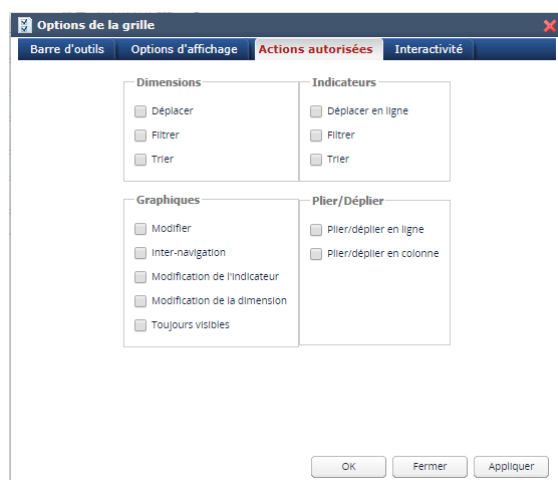 Options de la grille
Barre d'outils Options d'affichage Actions autorisées Interactivité
Dimensions
Déplacer
Filtrer
Trier
Indicateurs
Déplacer en ligne
Filtrer
Trier
Graphiques
Modifier
Inter-navigation
Modification de l'indicateur
Modification de la dimension
Toujours visibles
Plier/Déplier
Plier/déplier en ligne
Plier/déplier en colonne
OK Fermer Appliquer